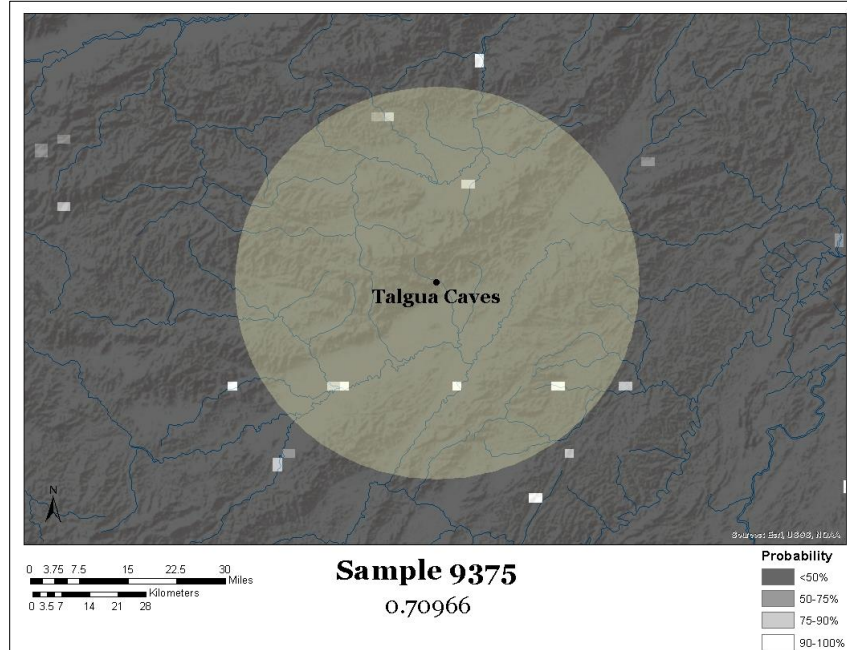 Talgua Caves
N
Sources: Esri, USGS, NOAA
0 3.75 7.5 15 22.5 30
Miles
Kilometers
0 3.5 7 14 21 28
Sample 9375
0.70966
Probability
<50%
50-75%
75-90%
90-100%